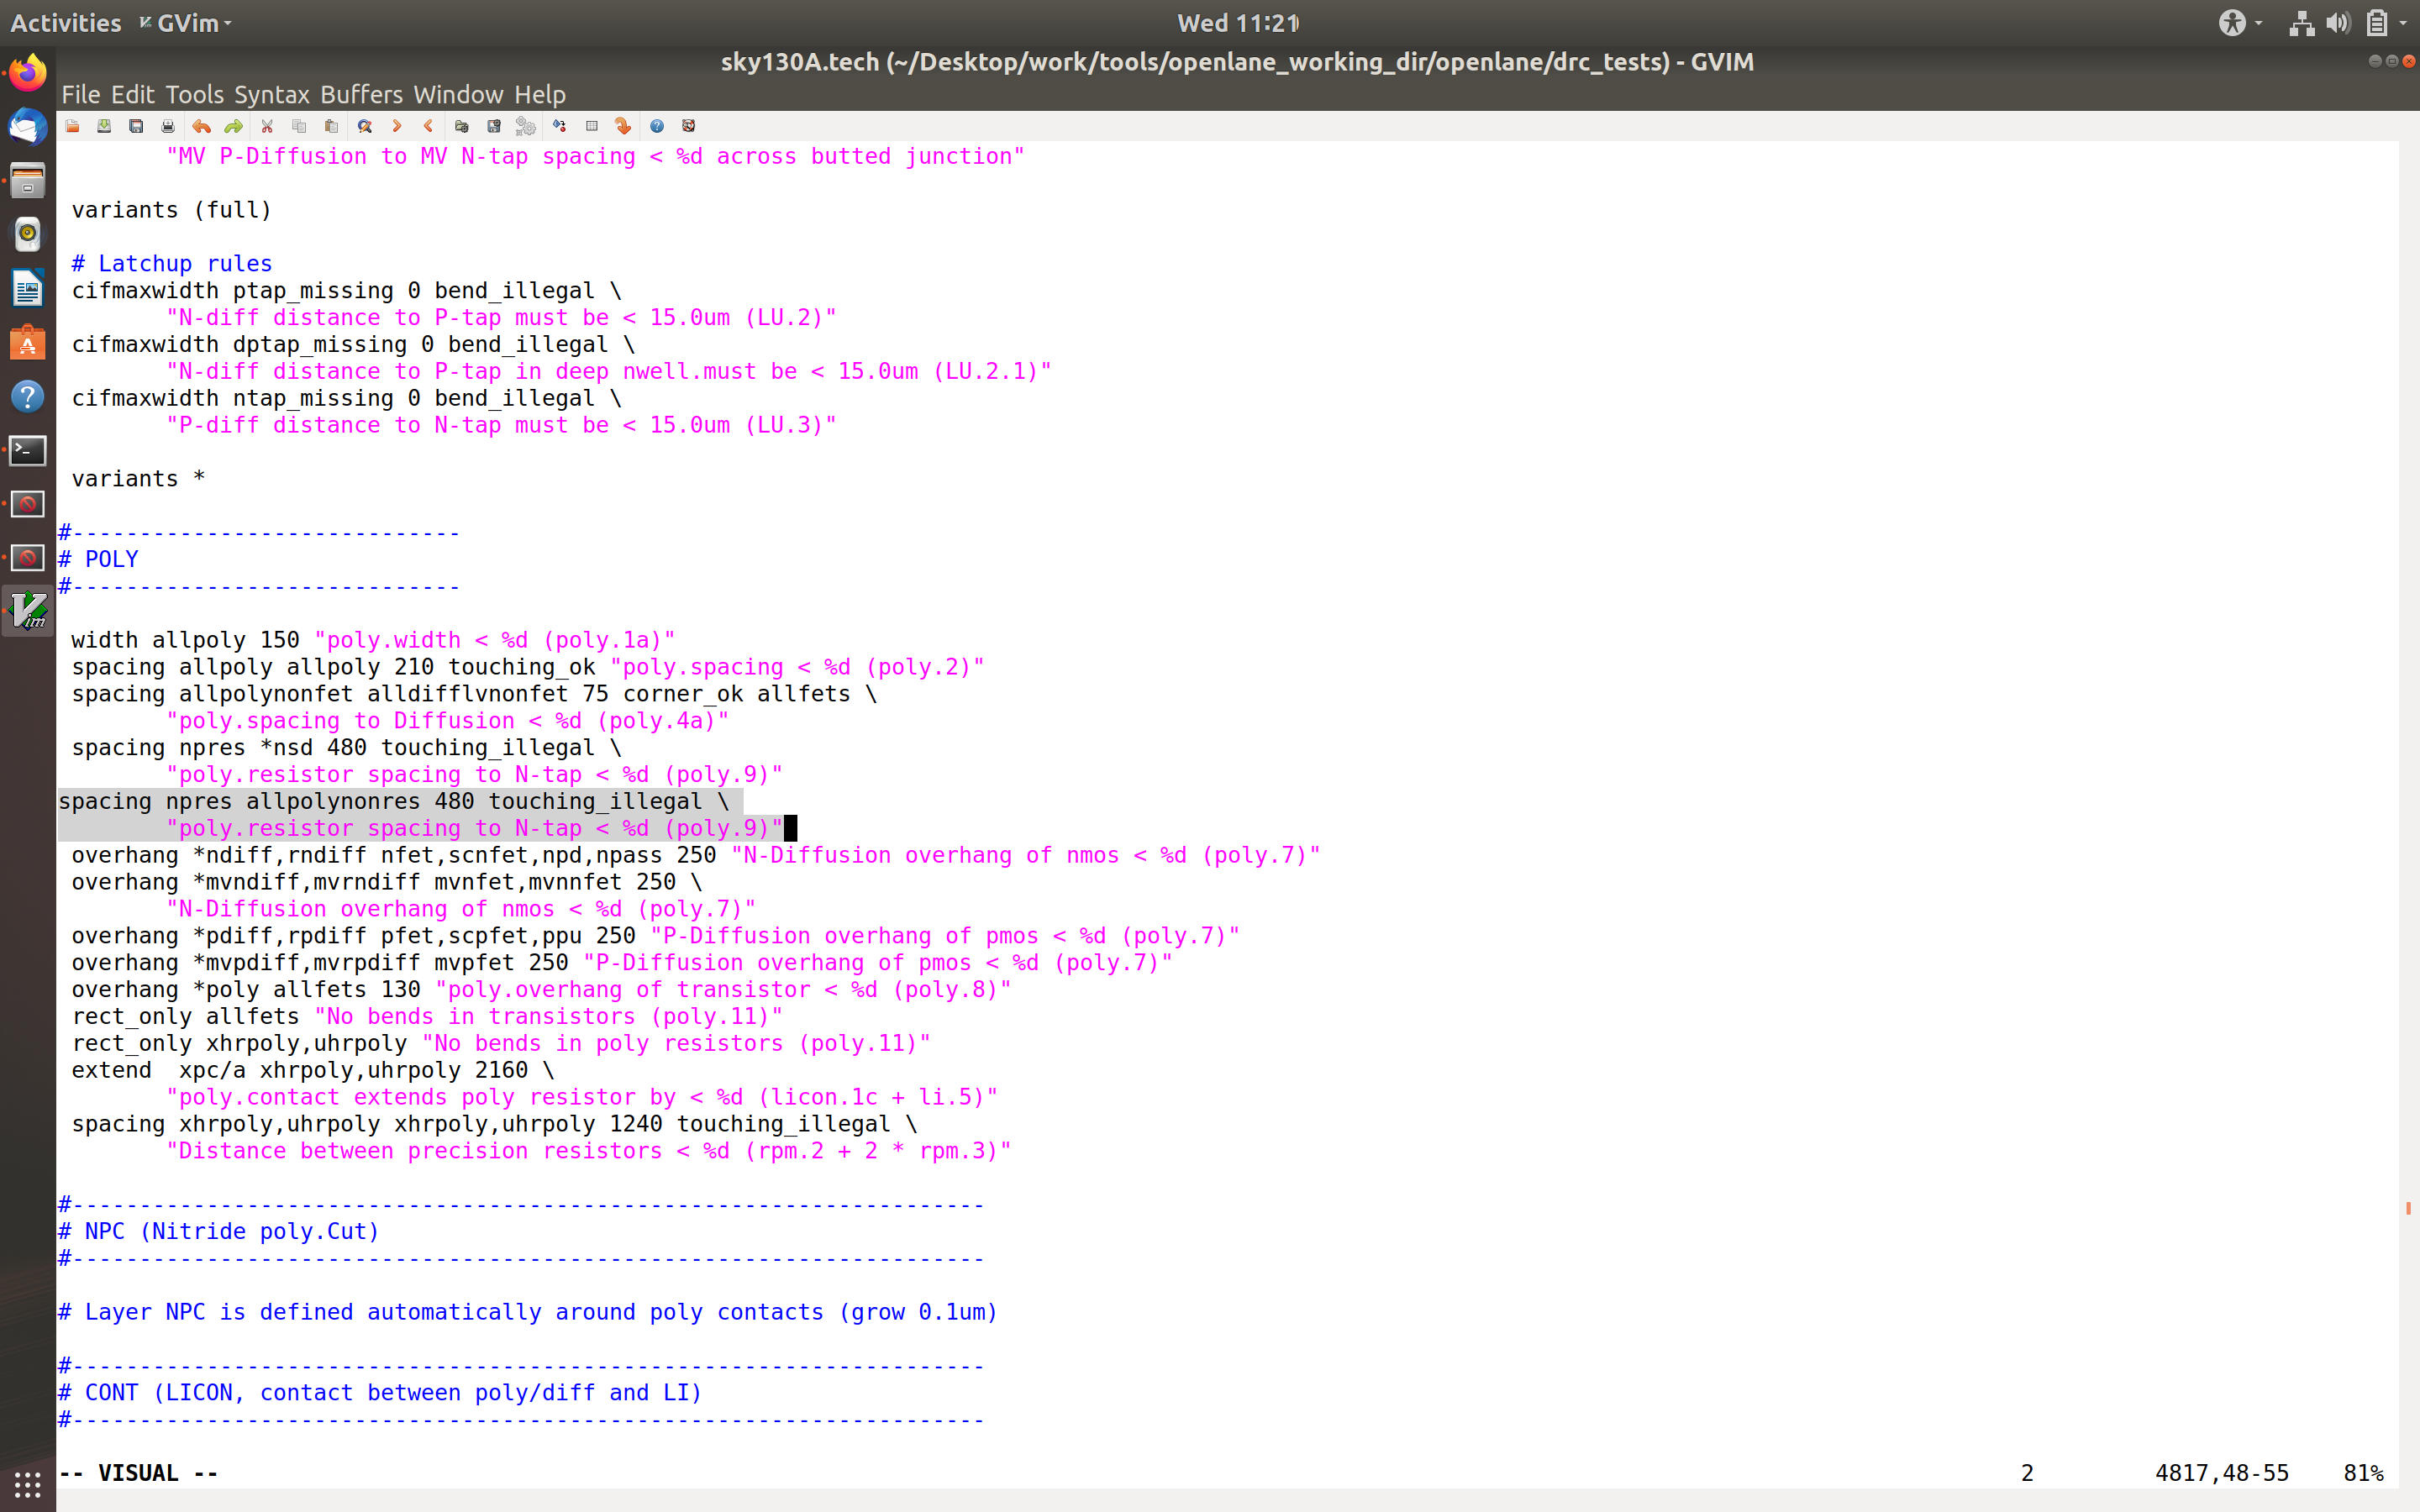 Activities GVim Wed 11:21
sky130A.tech (~/Desktop/work/tools/openlane_working_dir/openlane/drc_tests) - GVIM
File Edit Tools Syntax Buffers Window Help
"MV P-Diffusion to MV N-tap spacing < %d across butted junction"
variants (full)
# Latchup rules
cifmaxwidth ptap_missing 0 bend_illegal \
"N-diff distance to P-tap must be < 15.0um (LU.2)"
cifmaxwidth dptap_missing 0 bend_illegal \
"N-diff distance to P-tap in deep nwell.must be < 15.0um (LU.2.1)"
cifmaxwidth ntap_missing 0 bend_illegal \
"P-diff distance to N-tap must be < 15.0um (LU.3)"
variants *
#-----------------------------
# POLY
#-----------------------------
width allpoly 150 "poly.width < %d (poly.1a)"
spacing allpoly allpoly 210 touching_ok "poly.spacing < %d (poly.2)"
spacing allpolynonfet alldifflvnonfet 75 corner_ok allfets \
"poly.spacing to Diffusion < %d (poly.4a)"
spacing npres *nsd 480 touching_illegal \
"poly.resistor spacing to N-tap < %d (poly.9)"
spacing npres allpolynonres 480 touching_illegal \
"poly.resistor spacing to N-tap < %d (poly.9)"
overhang *ndiff,rndiff nfet,scnfet,npd,npass 250 "N-Diffusion overhang of nmos < %d (poly.7)"
overhang *mvndiff,mvrndiff mvnfet,mvnnfet 250 \
"N-Diffusion overhang of nmos < %d (poly.7)"
overhang *pdiff,rpdiff pfet,scpfet,ppu 250 "P-Diffusion overhang of pmos < %d (poly.7)"
overhang *mvpdiff,mvrpdiff mvpfet 250 "P-Diffusion overhang of pmos < %d (poly.7)"
overhang *poly allfets 130 "poly.overhang of transistor < %d (poly.8)"
rect_only allfets "No bends in transistors (poly.11)"
rect_only xhrpoly,uhrpoly "No bends in poly resistors (poly.11)"
extend  xpc/a xhrpoly,uhrpoly 2160 \
"poly.contact extends poly resistor by < %d (licon.1c + li.5)"
spacing xhrpoly,uhrpoly xhrpoly,uhrpoly 1240 touching_illegal \
"Distance between precision resistors < %d (rpm.2 + 2 * rpm.3)"
#--------------------------------------------------------------------
# NPC (Nitride poly.Cut)
#--------------------------------------------------------------------
# Layer NPC is defined automatically around poly contacts (grow 0.1um)
#--------------------------------------------------------------------
# CONT (LICON, contact between poly/diff and LI)
#--------------------------------------------------------------------
-- VISUAL -- 2 4817,48-55 81%